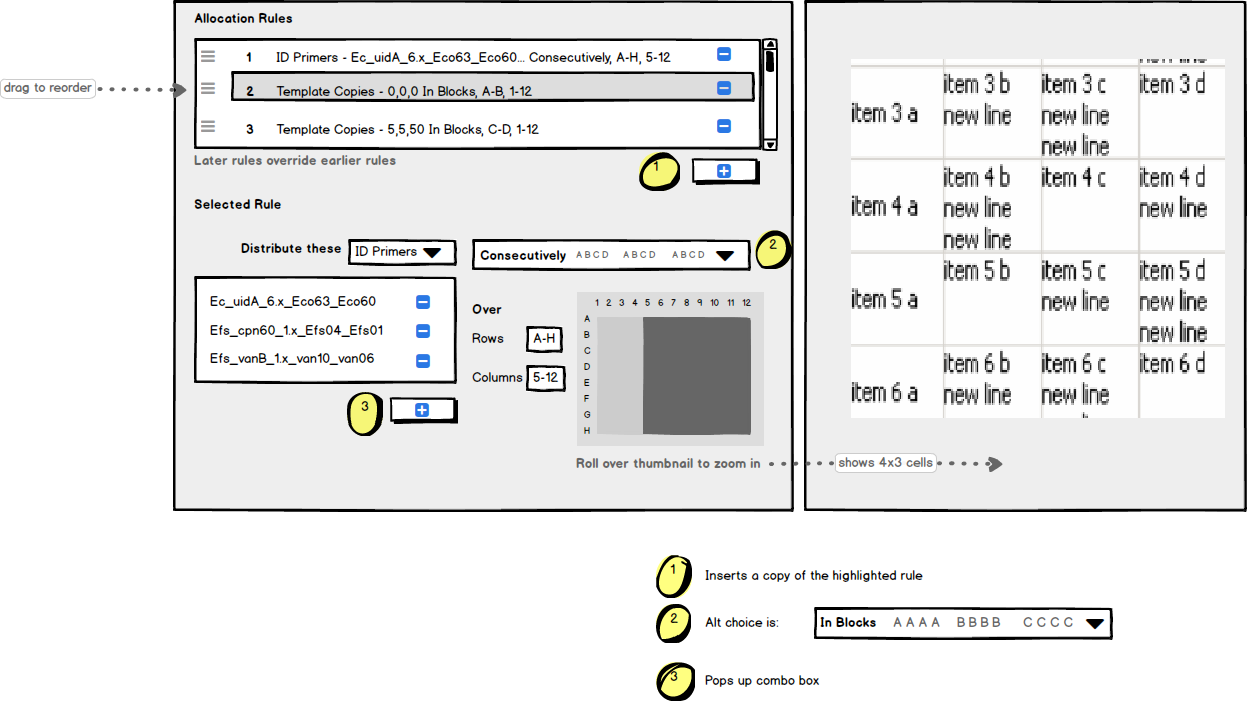 Allocation Rules
1 ID Primers - Ec_uidA_6.x_Eco63_Eco60... Consecutively, A-H, 5-12
drag to reorder
2 Template Copies - 0,0,0 In Blocks, A-B, 1-12
3 Template Copies - 5,5,50 In Blocks, C-D, 1-12
Later rules override earlier rules
1
Selected Rule
Distribute these ID Primers
Consecutively ABCD ABCD ABCD
2
Ec_uidA_6.x_Eco63_Eco60
Efs_cpn60_1.x_Efs04_Efs01
Efs_vanB_1.x_van10_van06
3
Over
Rows A-H
Columns 5-12
1 2 3 4 5 6 7 8 9 10 11 12
A
B
C
D
E
F
G
H
Roll over thumbnail to zoom in
shows 4x3 cells
new line
item 3 a
item 3 b
new line
item 3 c
new line
new line
item 3 d
item 4 a
item 4 b
new line
new line
item 4 c
item 4 d
new line
item 5 a
item 5 b
item 5 c
new line
item 5 d
new line
new line
item 6 a
item 6 b
new line
item 6 c
new line
item 6 d
1 Inserts a copy of the highlighted rule
2 Alt choice is: In Blocks AAAA BBBB CCCC
3 Pops up combo box